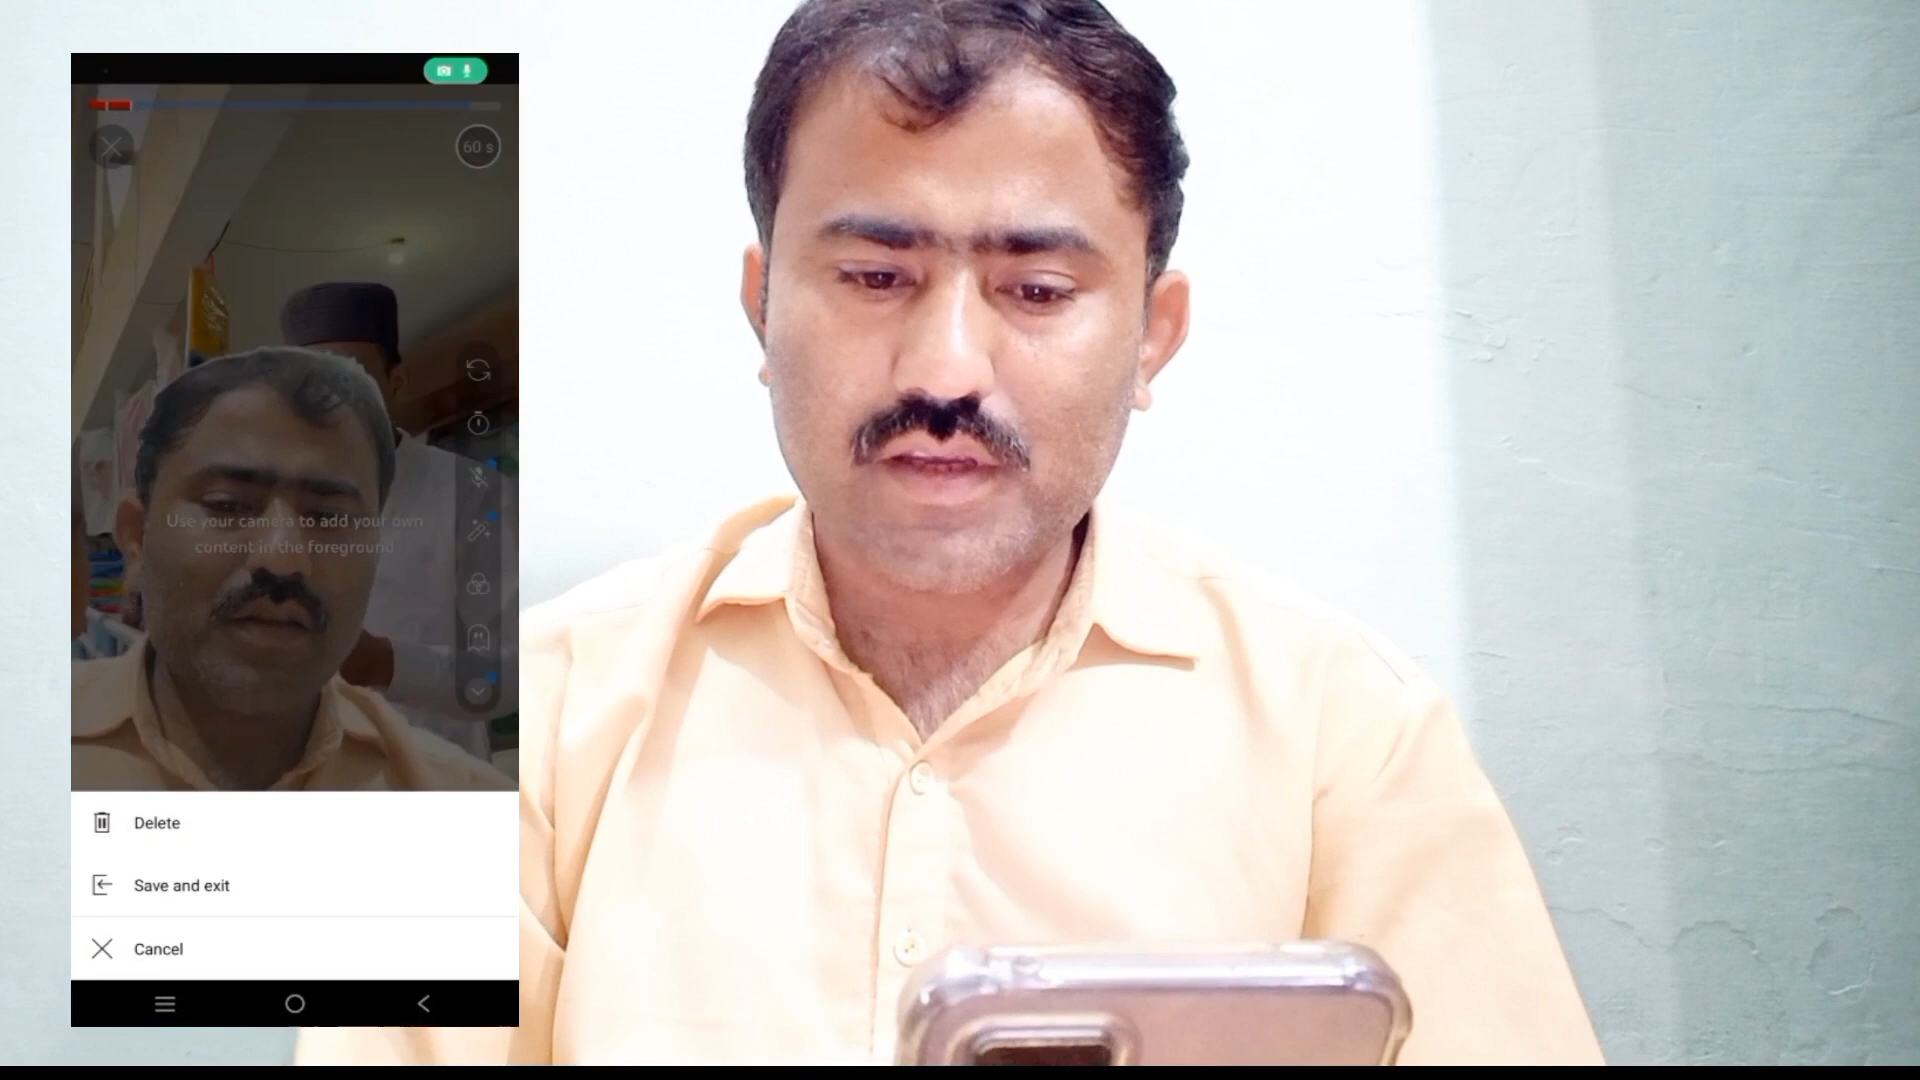 60 s
Use your camera to add your own
content in the foreground
Delete
Save and exit
Cancel